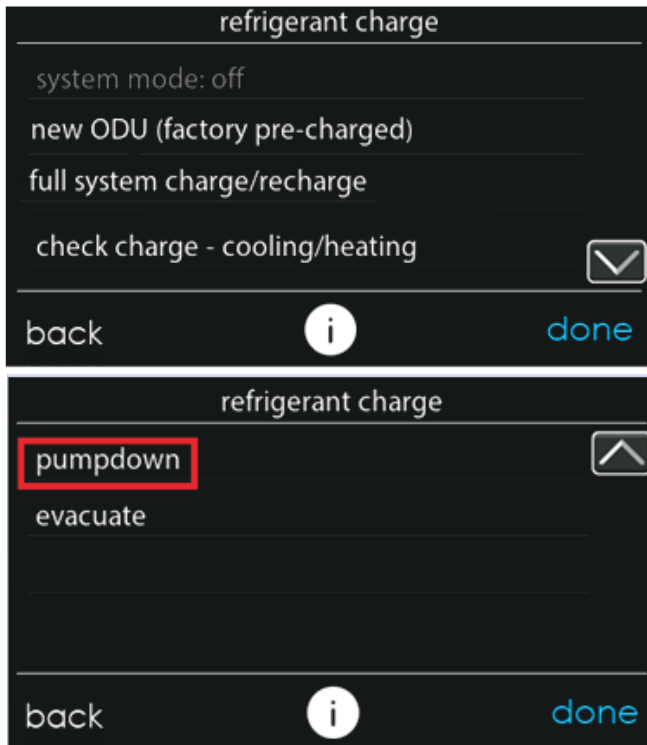 refrigerant charge
system mode: off
new ODU (factory pre-charged)
full system charge/recharge
check charge - cooling/heating
back
i
done
refrigerant charge
pumpdown
evacuate
back
i
done